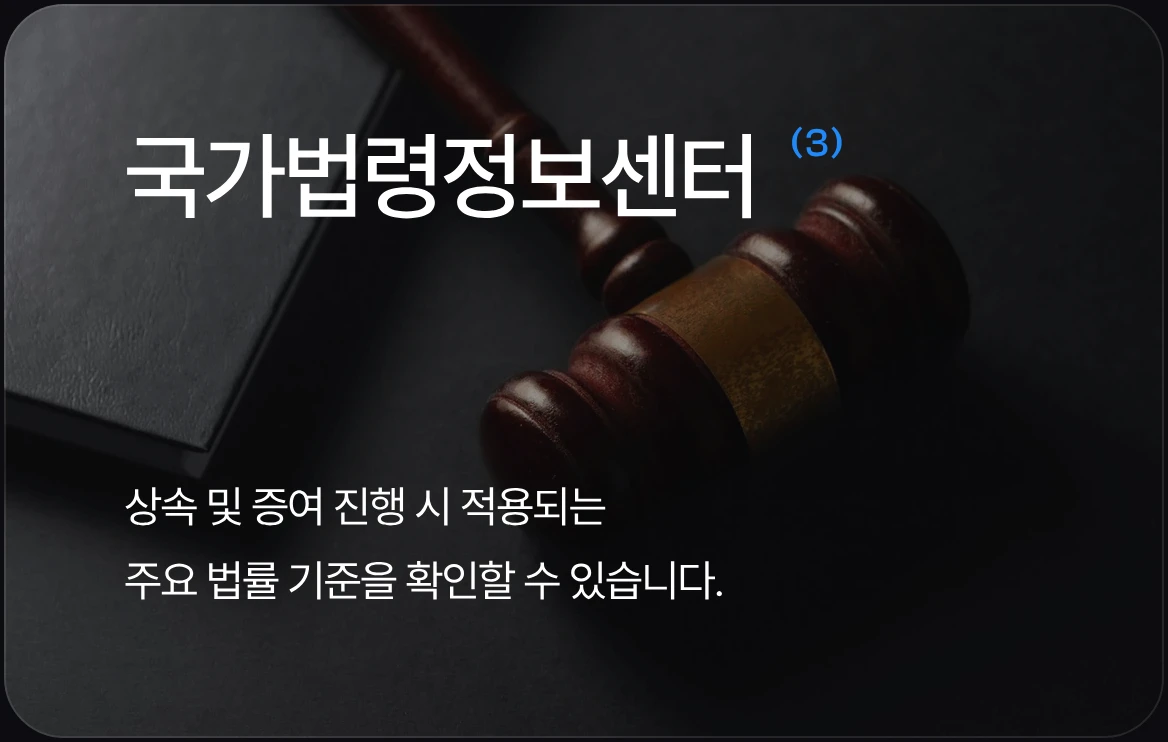 국가법령정보센터 (3)
상속 및 증여 진행 시 적용되는
주요 법률 기준을 확인할 수 있습니다.